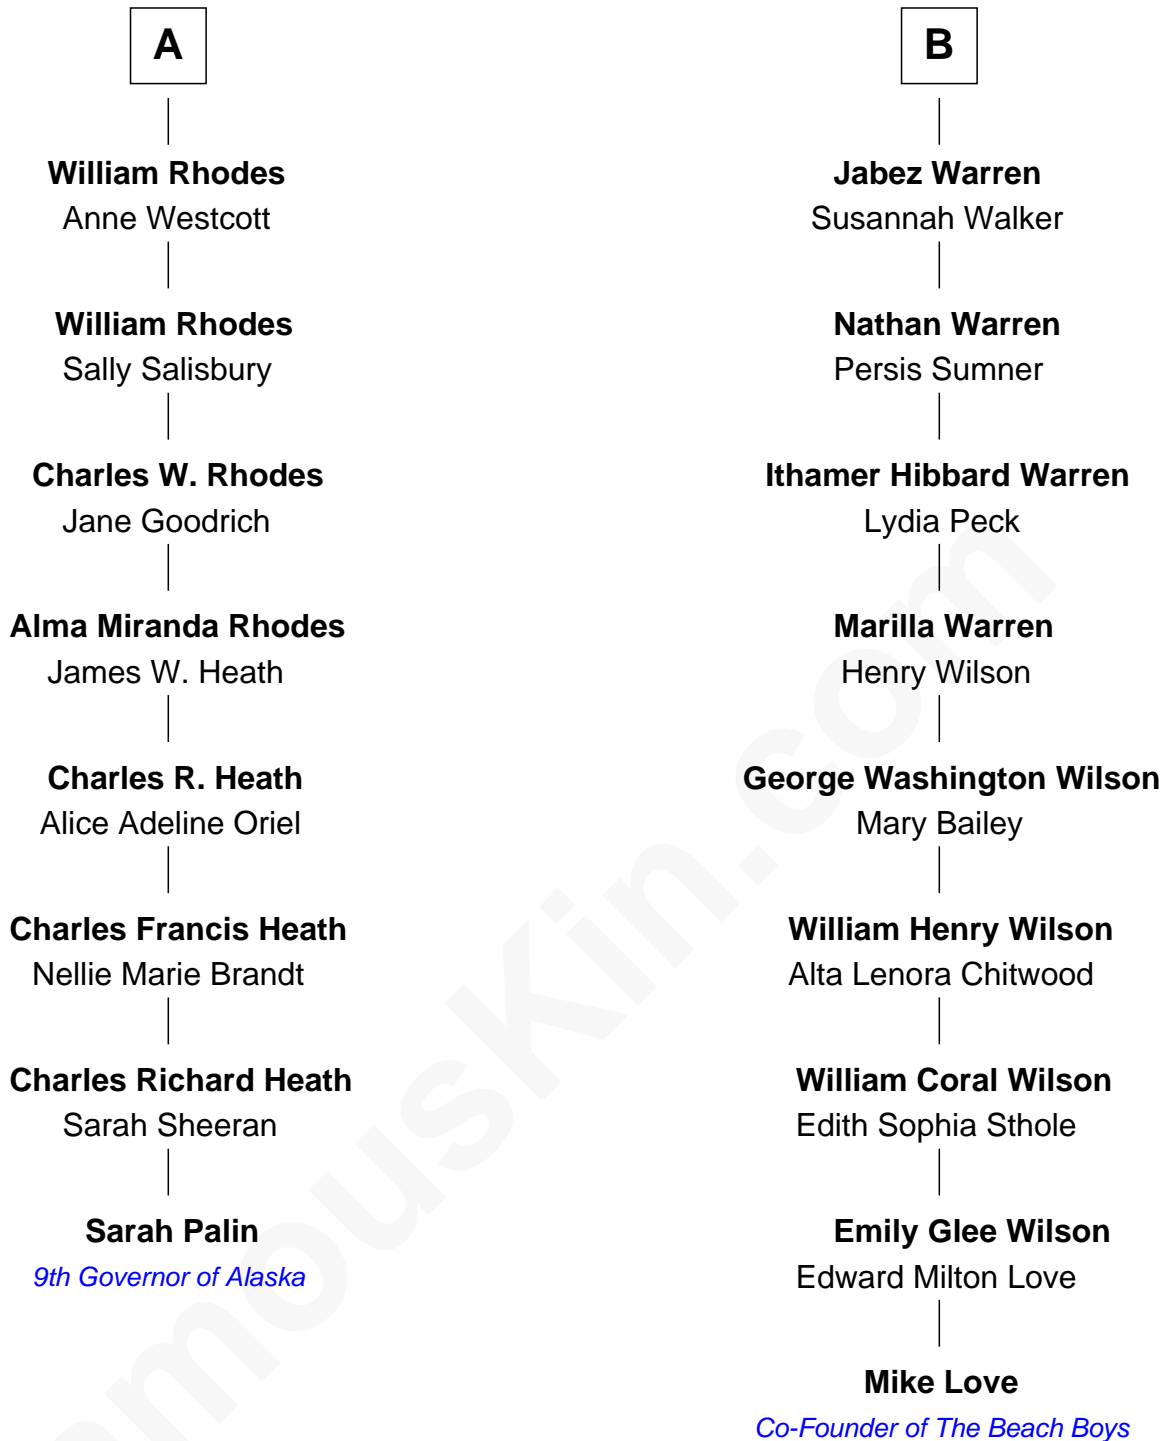 A
William Rhodes
Anne Westcott
William Rhodes
Sally Salisbury
Charles W. Rhodes
Jane Goodrich
Alma Miranda Rhodes
James W. Heath
Charles R. Heath
Alice Adeline Oriel
Charles Francis Heath
Nellie Marie Brandt
Charles Richard Heath
Sarah Sheeran
Sarah Palin
9th Governor of Alaska
B
Jabez Warren
Susannah Walker
Nathan Warren
Persis Sumner
Ithamer Hibbard Warren
Lydia Peck
Marilla Warren
Henry Wilson
George Washington Wilson
Mary Bailey
William Henry Wilson
Alta Lenora Chitwood
William Coral Wilson
Edith Sophia Sthole
Emily Glee Wilson
Edward Milton Love
Mike Love
Co-Founder of The Beach Boys
amousKin.com